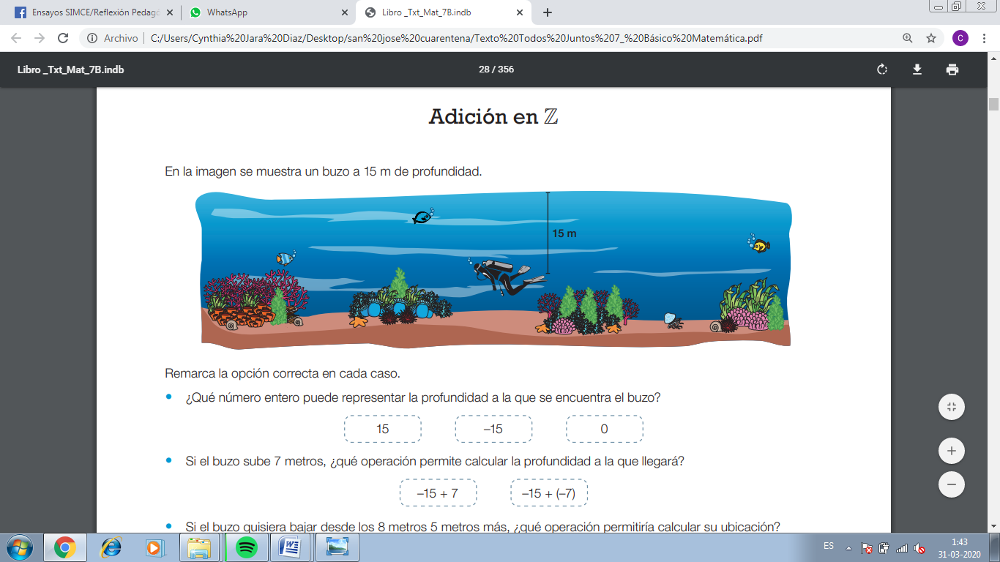 Ensayos SIMCE/Reflexión Pedagó
WhatsApp
Libro _Txt_Mat_7B.indb
Archivo
C:/Users/Cynthia%20Jara%20Diaz/Desktop/san%20jose%20cuarentena/Texto%20Todos%20Juntos%207_%20Básico%20Matemática.pdf
C
Libro _Txt_Mat_7B.indb
28 / 356
Adición en ℤ
En la imagen se muestra un buzo a 15 m de profundidad.
15 m
Remarca la opción correcta en cada caso.
• ¿Qué número entero puede representar la profundidad a la que se encuentra el buzo?
15 –15 0
• Si el buzo sube 7 metros, ¿qué operación permite calcular la profundidad a la que llegará?
–15 + 7 –15 + (–7)
• Si el buzo quisiera bajar desde los 8 metros 5 metros más, ¿qué operación permitiría calcular su ubicación?
ES
1:43
31-03-2020